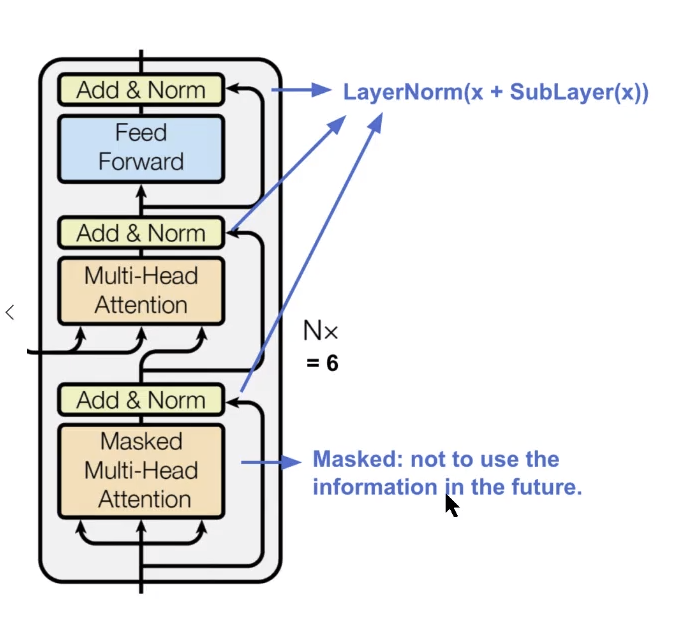 Add & Norm
LayerNorm(x + SubLayer(x))
Feed
Forward
Add & Norm
Multi-Head
Attention
N×
= 6
Add & Norm
Masked
Multi-Head
Attention
Masked: not to use the
information in the future.